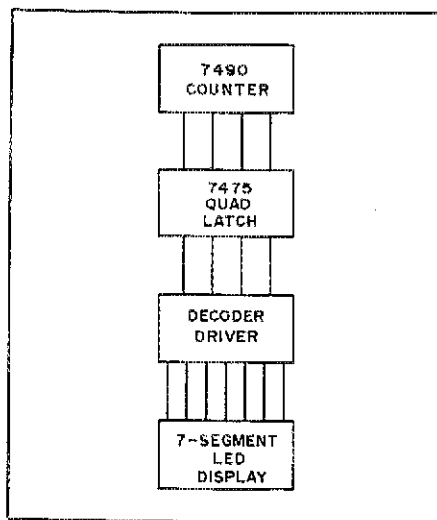 7490
COUNTER
7475
QUAD
LATCH
DECODER
DRIVER
7-SEGMENT
LED
DISPLAY